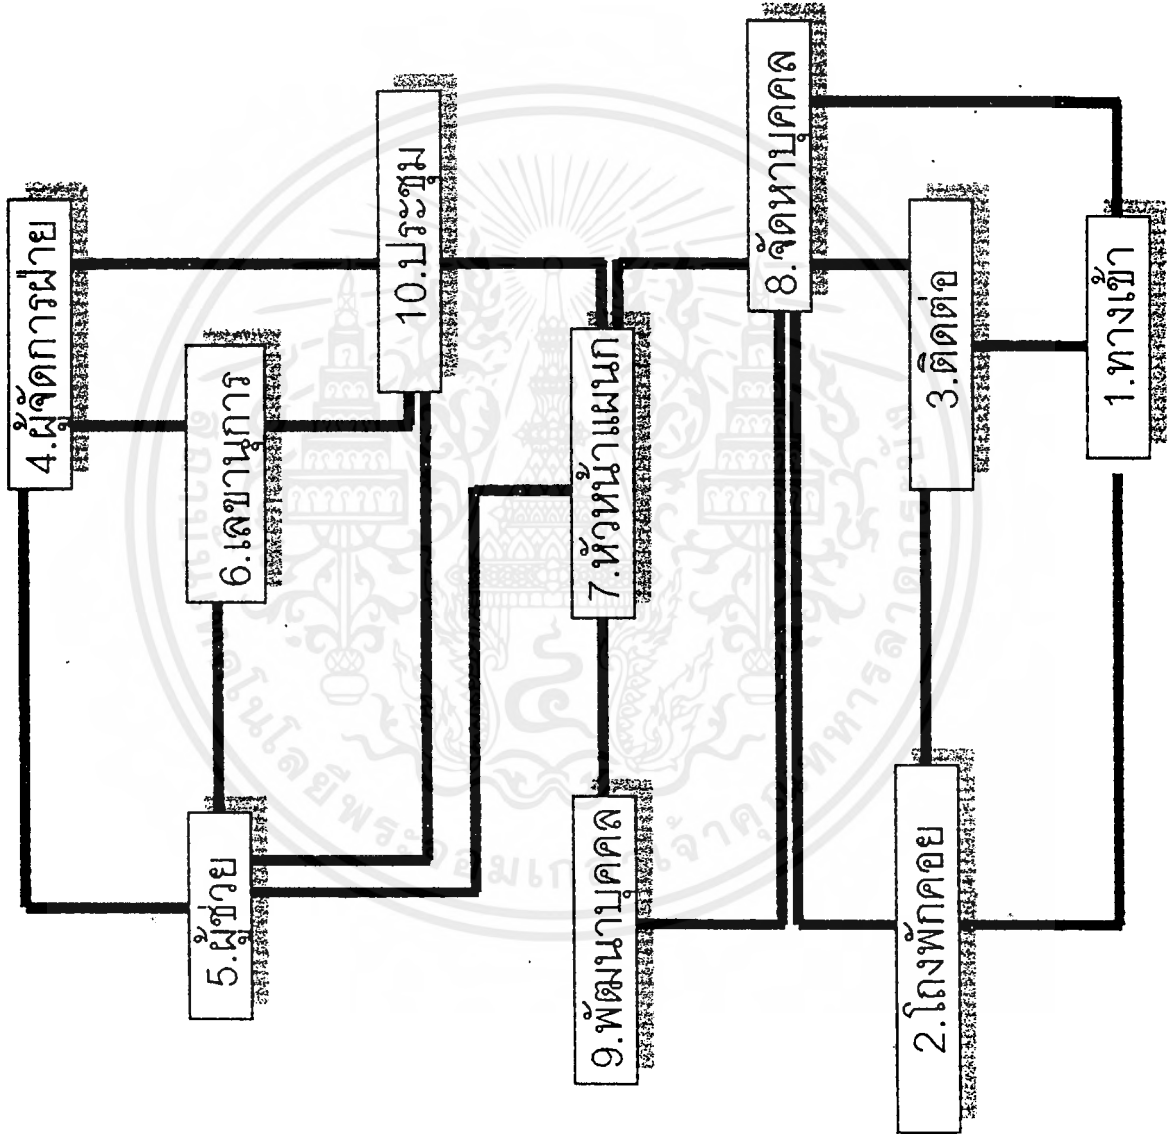 4.ผู้จัดการฝ่าย
6.เลขานุการ
5.ผู้ช่วย
10.ประชุม
7.หัวหน้าแผนก
9.พัฒนาบุคคล
8.จัดหาบุคคล
3.ติดต่อ
2.โถงพักคอย
1.ทางเข้า